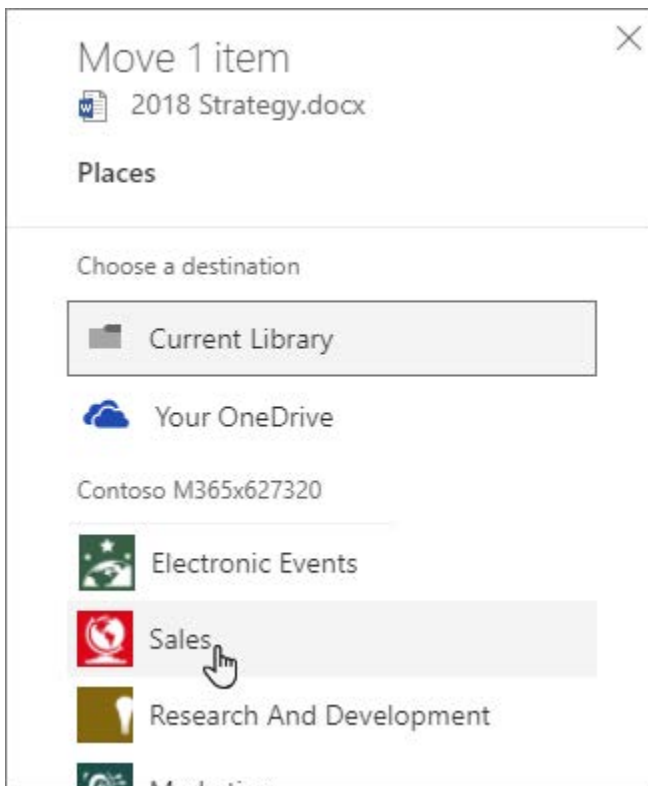 Move 1 item
2018 Strategy.docx
Places
Choose a destination
Current Library
Your OneDrive
Contoso M365x627320
Electronic Events
Sales
Research And Development